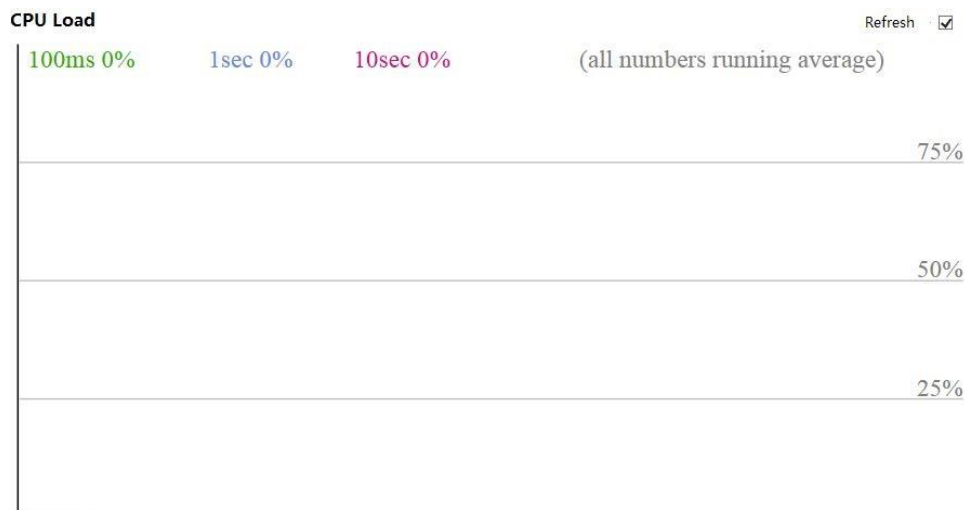 CPU Load
Refresh
100ms 0% 1sec 0% 10sec 0% (all numbers running average)
75%
50%
25%